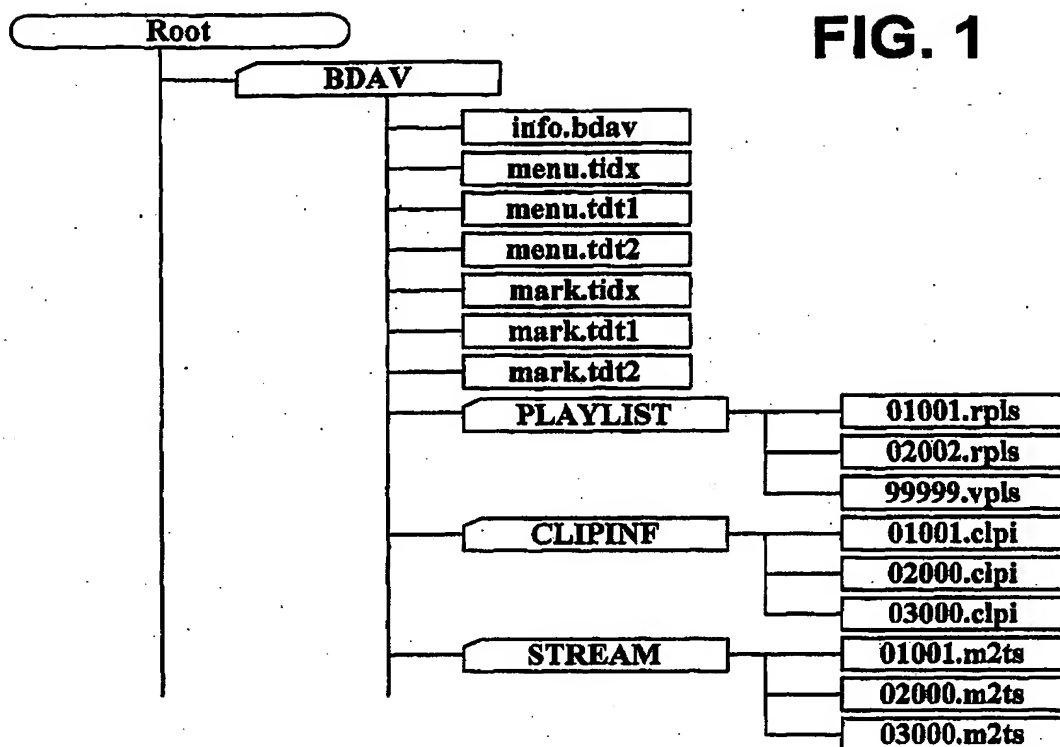 FIG. 1
Root
BDAV
info.bdav
menu.tidx
menu.tdt1
menu.tdt2
mark.tidx
mark.tdt1
mark.tdt2
PLAYLIST
01001.rpls
02002.rpls
99999.vpls
CLIPINF
01001.clpi
02000.clpi
03000.clpi
STREAM
01001.m2ts
02000.m2ts
03000.m2ts